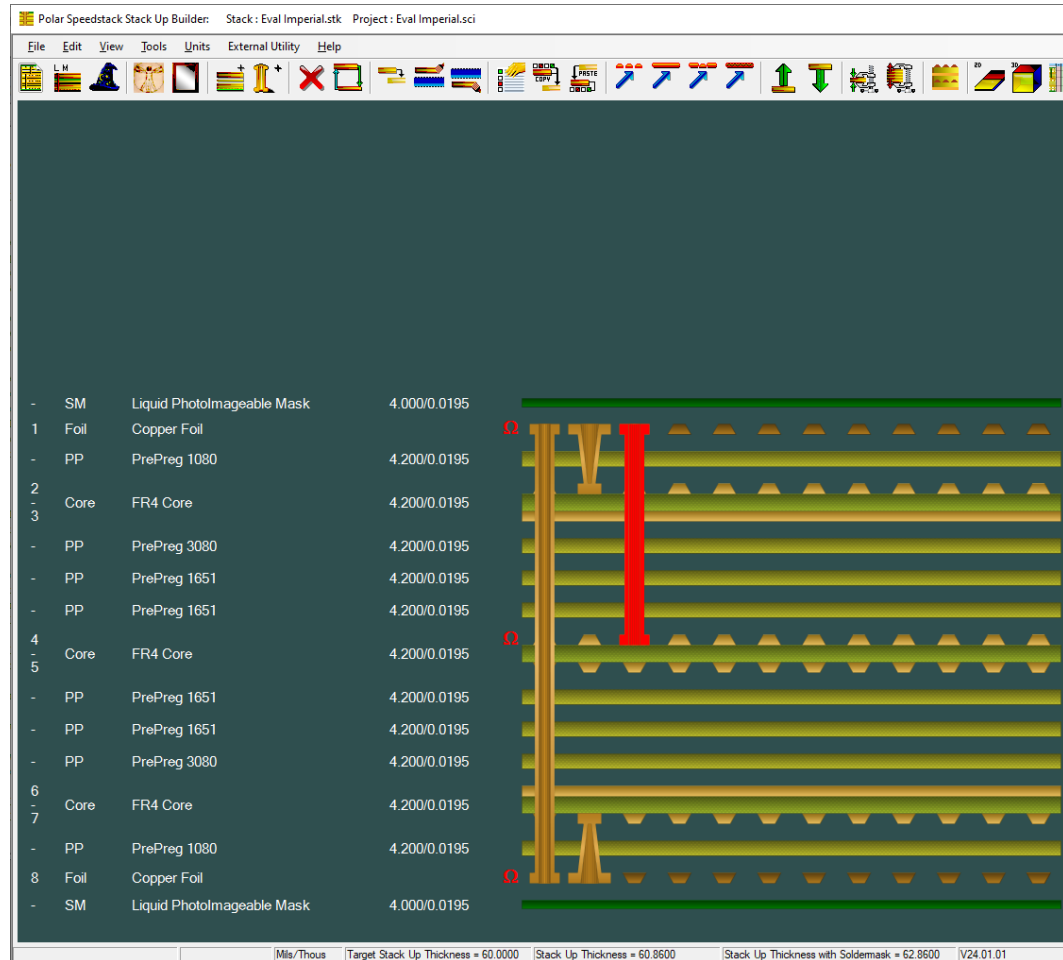 Polar Speedstack Stack Up Builder: Stack : Eval Imperial.stk Project : Eval Imperial.sci
File Edit View Tools Units External Utility Help
L M
COPY
PASTE
2D
3D
- SM Liquid PhotoImageable Mask 4.000/0.0195
1 Foil Copper Foil Ω
- PP PrePreg 1080 4.200/0.0195
2
- Core FR4 Core 4.200/0.0195
3
- PP PrePreg 3080 4.200/0.0195
- PP PrePreg 1651 4.200/0.0195
- PP PrePreg 1651 4.200/0.0195
4 Ω
- Core FR4 Core 4.200/0.0195
5
- PP PrePreg 1651 4.200/0.0195
- PP PrePreg 1651 4.200/0.0195
- PP PrePreg 3080 4.200/0.0195
6
- Core FR4 Core 4.200/0.0195
7
- PP PrePreg 1080 4.200/0.0195
8 Foil Copper Foil Ω
- SM Liquid PhotoImageable Mask 4.000/0.0195
Mils/Thous Target Stack Up Thickness = 60.0000 Stack Up Thickness = 60.8600 Stack Up Thickness with Soldermask = 62.8600 V24.01.01